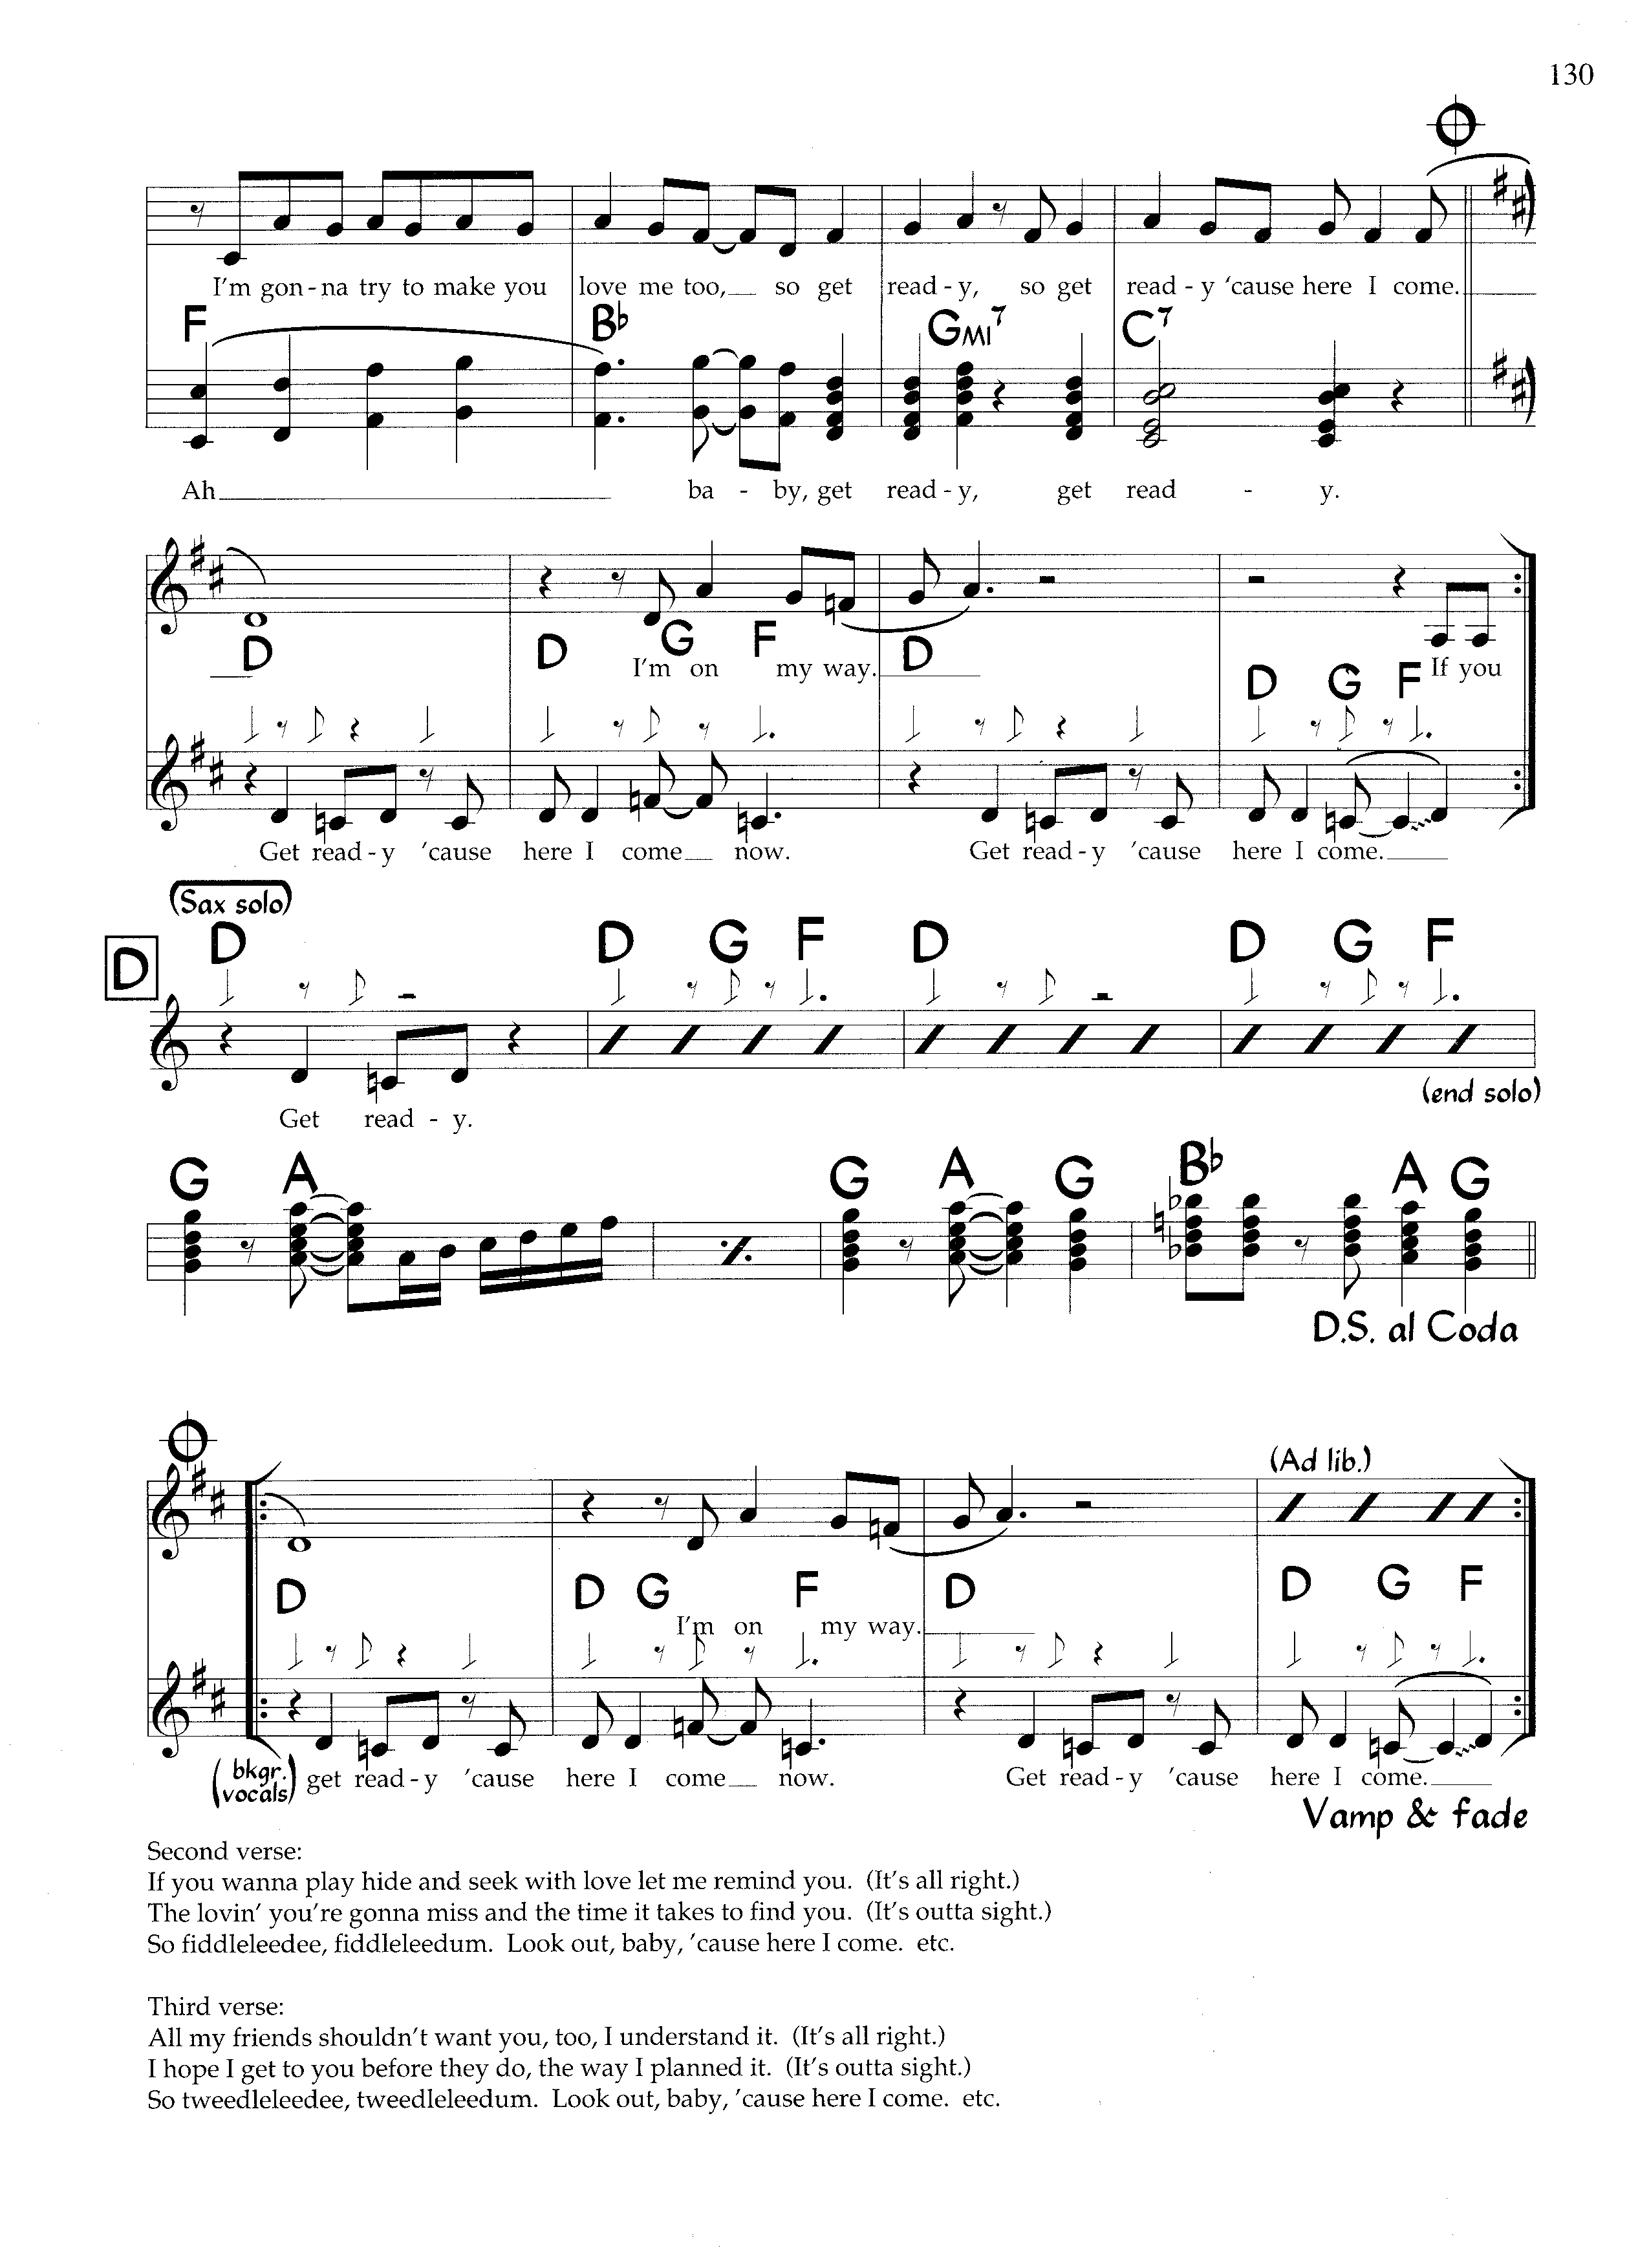 130
I'm gon - na try to make you love me too, so get read - y, so get read - y 'cause here I come.
F B♭ GMI7 C7
Ah ba - by, get read - y, get read - y.
D D G F D D G F
I'm on my way. If you
Get read - y 'cause here I come now. Get read - y 'cause here I come.
(Sax solo)
D
D D G F D D G F
(end solo)
Get read - y.
G A G A G B♭ A G
D.S. al Coda
(Ad lib.)
D D G F D D G F
I'm on my way.
(bkgr. vocals) get read - y 'cause here I come now. Get read - y 'cause here I come.
Vamp & fade
Second verse:
If you wanna play hide and seek with love let me remind you. (It's all right.)
The lovin' you're gonna miss and the time it takes to find you. (It's outta sight.)
So fiddleleedee, fiddleleedum. Look out, baby, 'cause here I come. etc.
Third verse:
All my friends shouldn't want you, too, I understand it. (It's all right.)
I hope I get to you before they do, the way I planned it. (It's outta sight.)
So tweedleleedee, tweedleleedum. Look out, baby, 'cause here I come. etc.